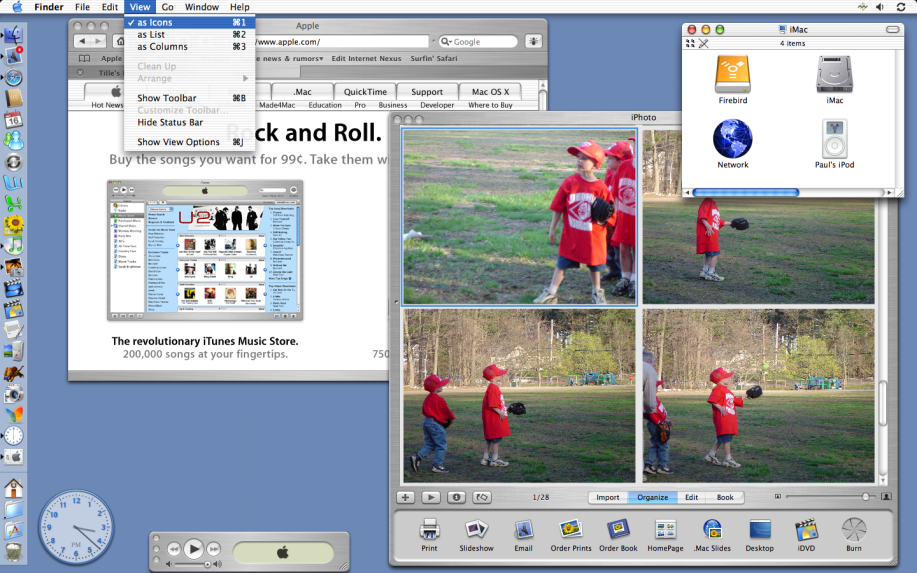 Finder File Edit View Go Window Help
as Icons ⌘1
as List ⌘2
as Columns ⌘3
Clean Up
Arrange
Show Toolbar ⌘B
Customize Toolbar...
Hide Status Bar
Show View Options ⌘J
Apple
www.apple.com/
Google
Apple
e news & rumors▾ Edit Internet Nexus Surfin' Safari
Tille's
.Mac QuickTime Support Mac OS X
Hot News
Made4Mac Education Pro Business Developer Where to Buy
Rock and Roll.
Buy the songs you want for 99¢. Take them w
U2
The revolutionary iTunes Music Store.
200,000 songs at your fingertips.
750
iMac
4 items
Firebird
iMac
Network
Paul's iPod
iPhoto
1/28
Import Organize Edit Book
Print Slideshow Email Order Prints Order Book HomePage .Mac Slides Desktop iDVD Burn
16
PM